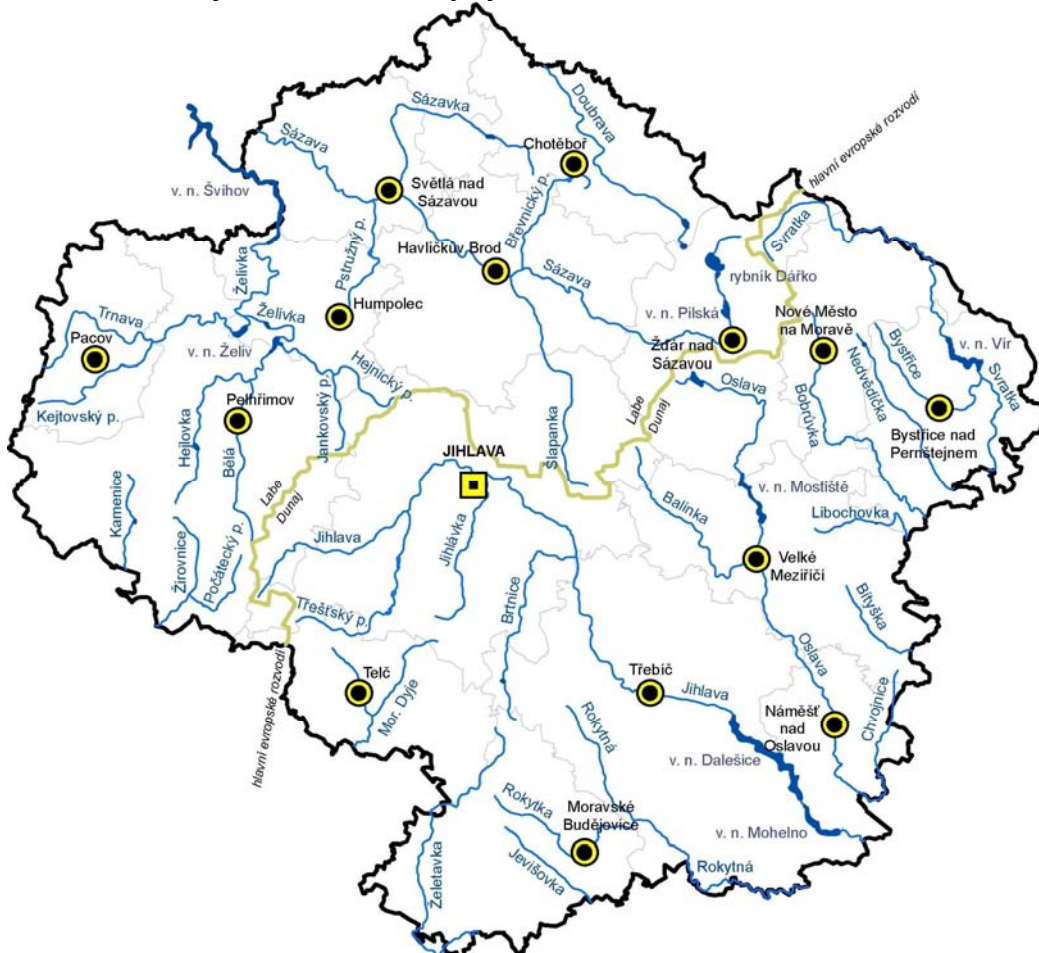 Doubrava
Sázavka
Sázava
Chotěboř
hlavní evropské rozvodí
v. n. Švihov
Světlá nad
Sázavou
Břevnický p.
Svratka
Pstružný p.
Havlíčkův Brod
Sázava
rybník Dářko
Želivka
Humpolec
Trnava
Želivka
v. n. Pilská
Nové Město
na Moravě
Pacov
v. n. Želiv
Žďár nad
Sázavou
Bystřice
v. n. Vír
Hejnický p.
Oslava
Nedvědička
Svratka
Kejtovský p.
Pelhřimov
Jankovský p.
Labe
Dunaj
Bobrůvka
Hejlovka
Bělá
JIHLAVA
Šlapanka
Bystřice nad
Pernštejnem
Kamenice
Labe
Dunaj
v. n. Mostiště
Balinka
Libochovka
Jihlava
Jihlávka
Žirovnice
Počátecký p.
Velké
Meziříčí
Třešťský p.
Brtnice
Bítýška
Oslava
Telč
Mor. Dyje
Třebíč
Jihlava
Chvojnice
hlavní evropské rozvodí
Rokytná
Náměšť
nad
Oslavou
v. n. Dalešice
Rokytka
Moravské
Budějovice
v. n. Mohelno
Želetavka
Jevišovka
Rokytná